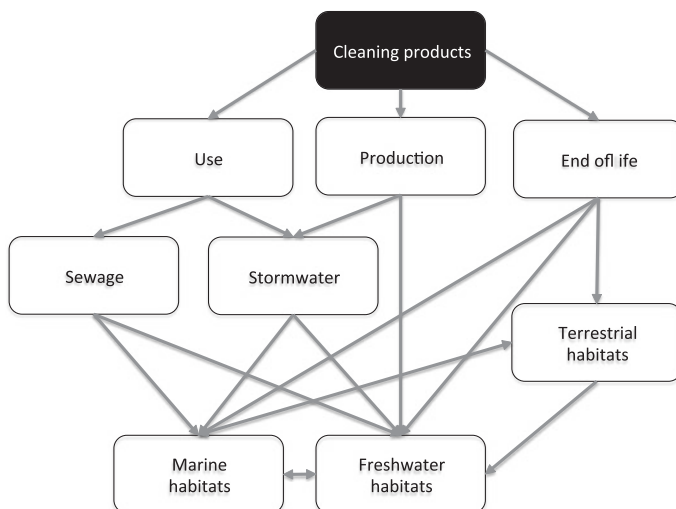 Cleaning products
Use
Production
End ofl ife
Sewage
Stormwater
Terrestrial
habitats
Marine
habitats
Freshwater
habitats